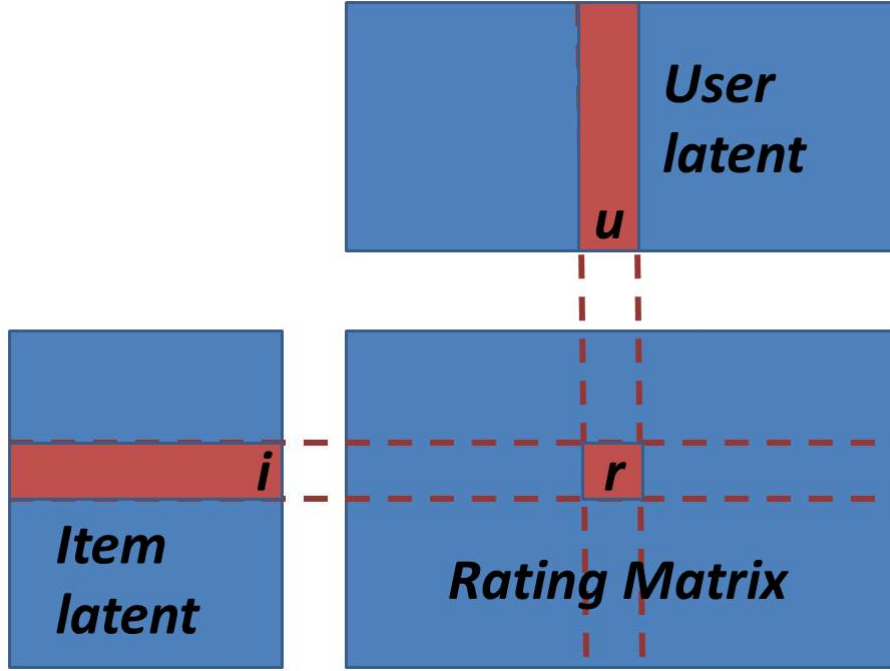 User
latent
u
i
r
Item
latent
Rating Matrix